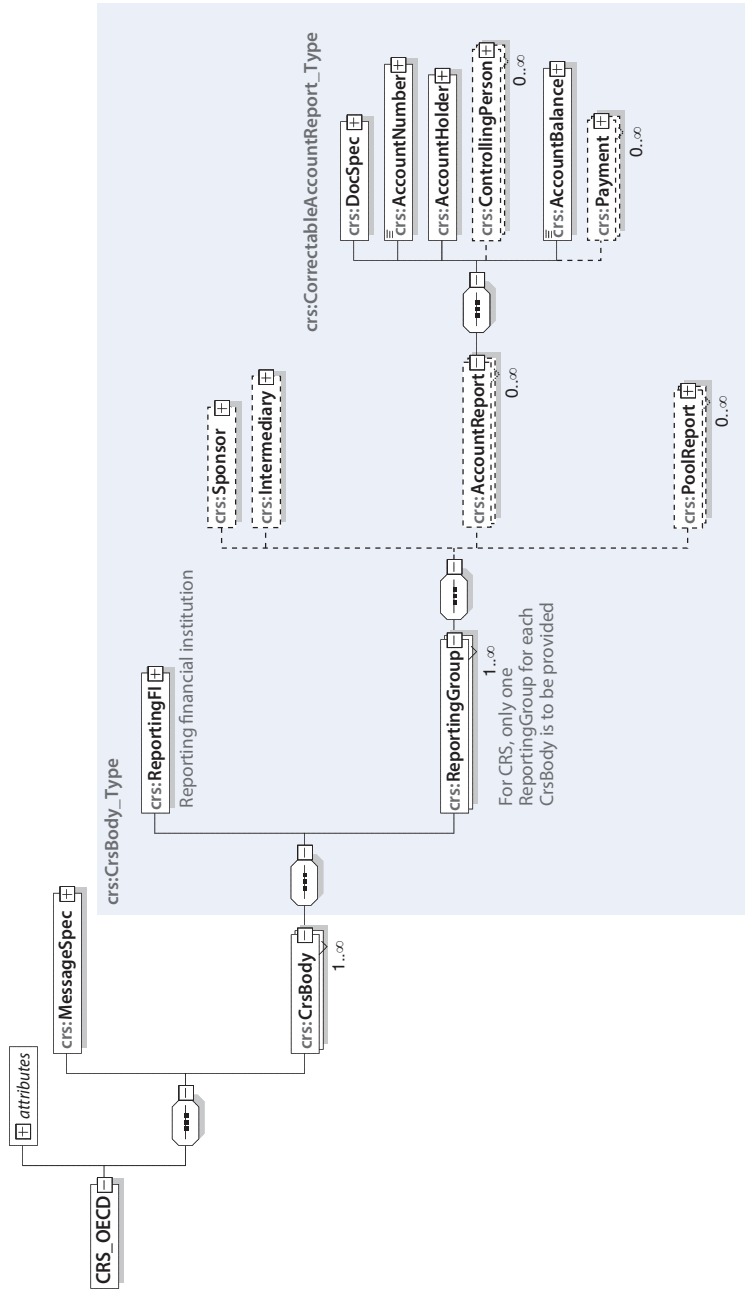 CRS_OECD
attributes
crs:MessageSpec
crs:CrsBody
1..∞
crs:CrsBody_Type
crs:ReportingFI
Reporting financial institution
crs:ReportingGroup
1..∞
For CRS, only one
ReportingGroup for each
CrsBody is to be provided
crs:Sponsor
crs:Intermediary
crs:AccountReport
0..∞
crs:PoolReport
0..∞
crs:CorrectableAccountReport_Type
crs:DocSpec
crs:AccountNumber
crs:AccountHolder
crs:ControllingPerson
0..∞
crs:AccountBalance
crs:Payment
0..∞